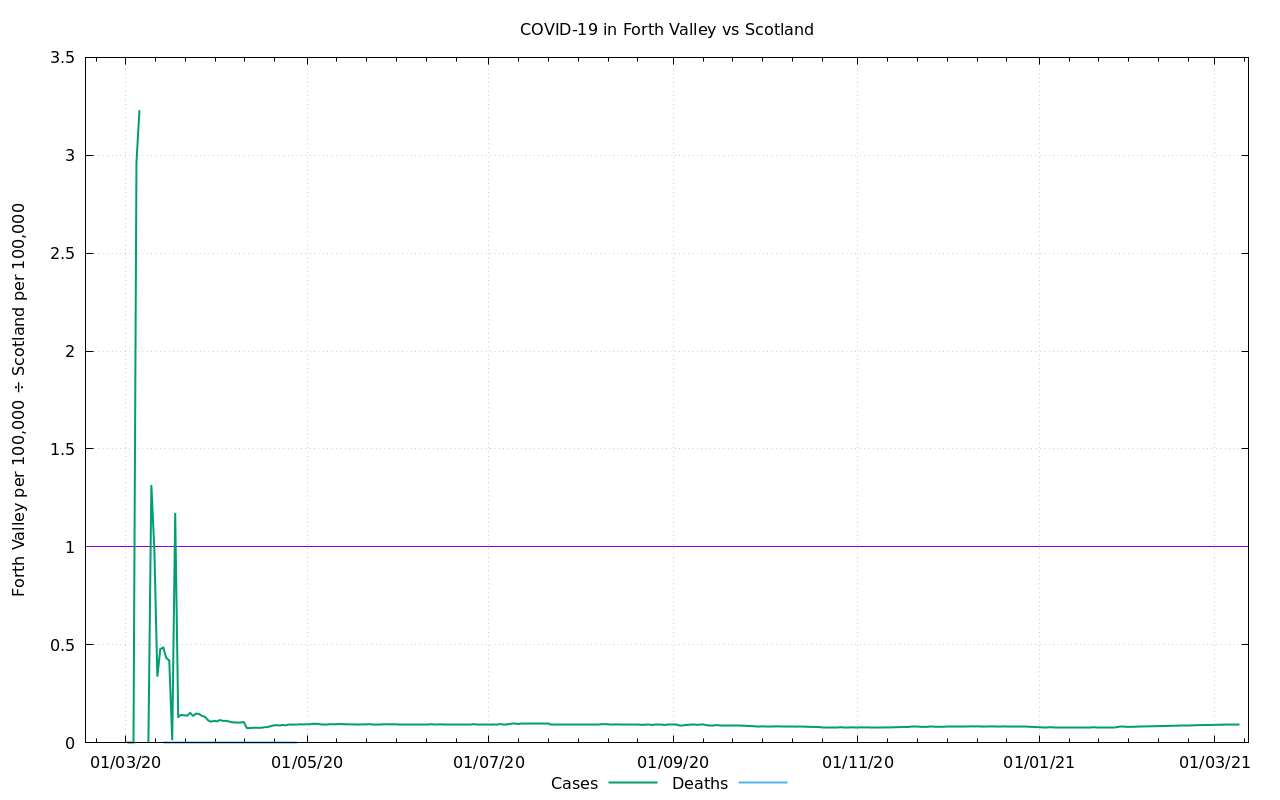 COVID-19 in Forth Valley vs Scotland
Forth Valley per 100,000 ÷ Scotland per 100,000
3.5
3
2.5
2
1.5
1
0.5
0
01/03/20 01/05/20 01/07/20 01/09/20 01/11/20 01/01/21 01/03/21
Cases Deaths